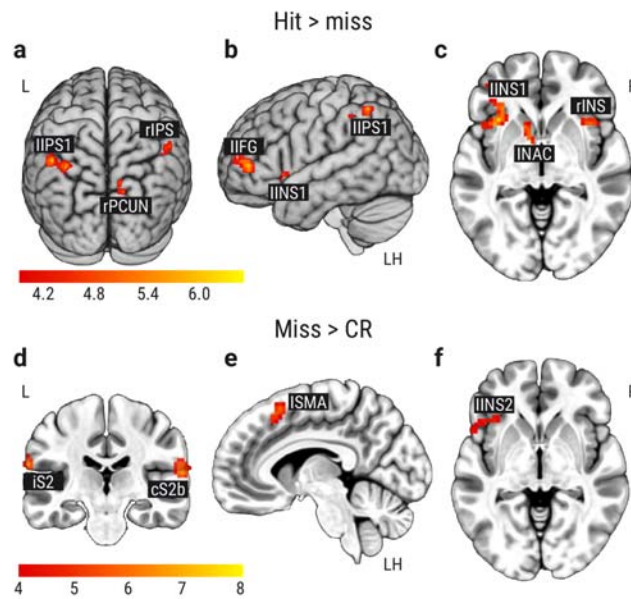 Hit > miss
a
b
c
L
lIPS1
rIPS
rPCUN
lIFG
lINS1
lIPS1
LH
lINS1
rINS
lNAC
4.2 4.8 5.4 6.0
Miss > CR
d
e
f
L
iS2
cS2b
lSMA
LH
lINS2
4 5 6 7 8